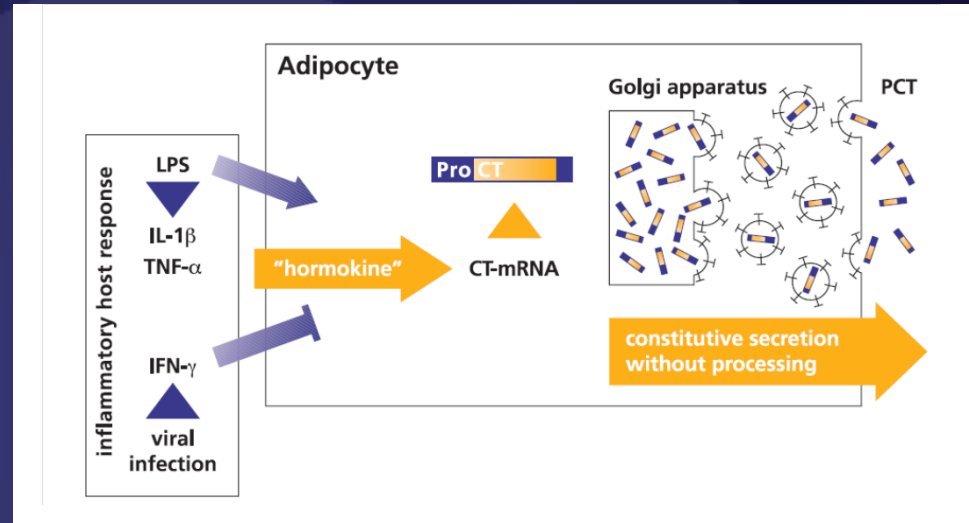 Adipocyte
Golgi apparatus
PCT
inflammatory host response
LPS
IL-1β
TNF-α
IFN-γ
viral
infection
"hormokine"
Pro CT
CT-mRNA
constitutive secretion
without processing